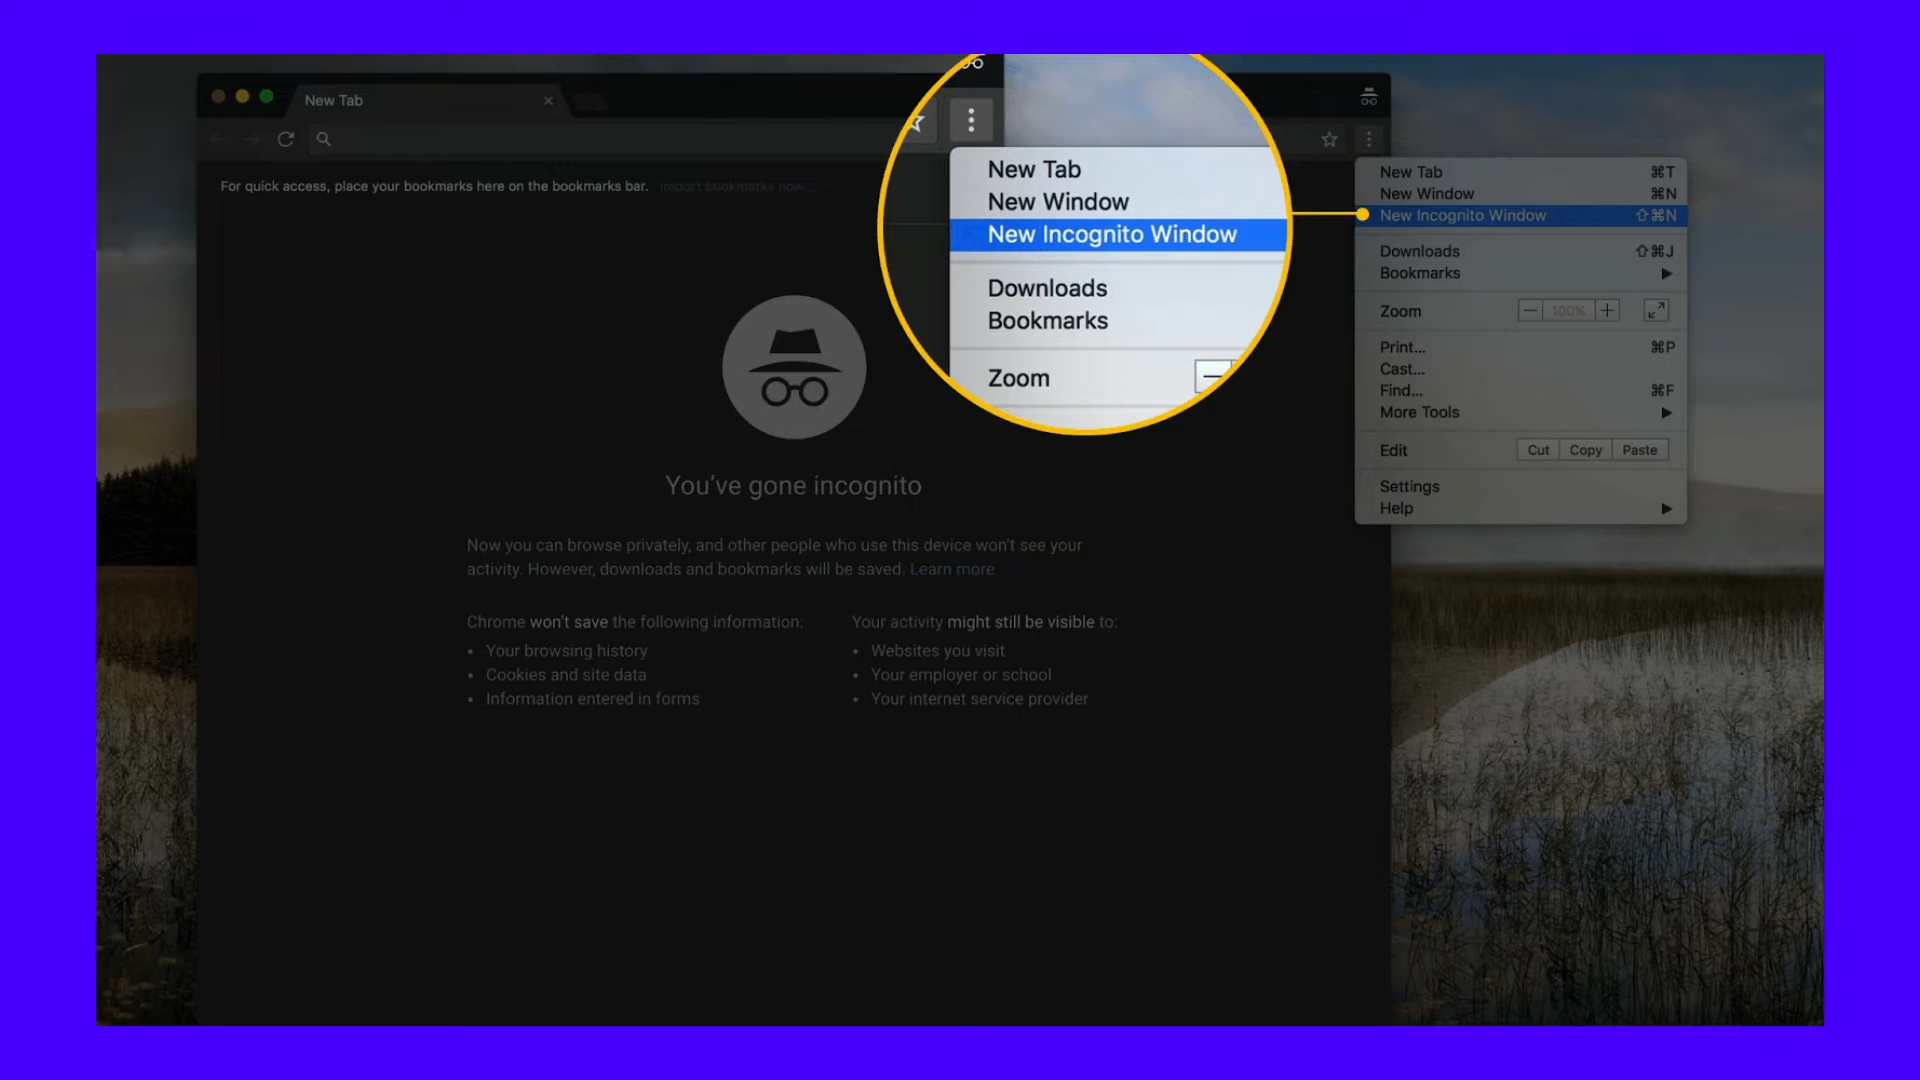 New Tab
For quick access, place your bookmarks here on the bookmarks bar. Import bookmarks now...
New Tab
New Window
New Incognito Window
Downloads
Bookmarks
Zoom
New Tab ⌘T
New Window ⌘N
New Incognito Window ⇧⌘N
Downloads ⇧⌘J
Bookmarks
Zoom 100%
Print... ⌘P
Cast...
Find... ⌘F
More Tools
Edit Cut Copy Paste
Settings
Help
You've gone incognito
Now you can browse privately, and other people who use this device won't see your
activity. However, downloads and bookmarks will be saved. Learn more
Chrome won't save the following information:
• Your browsing history
• Cookies and site data
• Information entered in forms
Your activity might still be visible to:
• Websites you visit
• Your employer or school
• Your internet service provider